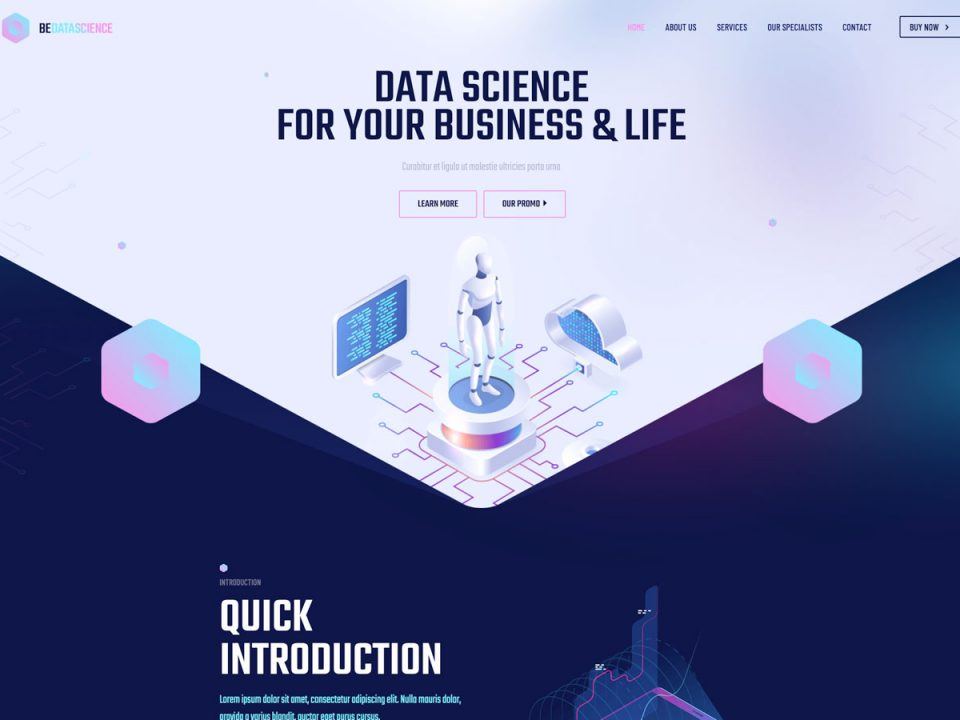 BEDATASCIENCE
HOME ABOUT US SERVICES OUR SPECIALISTS CONTACT BUY NOW
DATA SCIENCE
FOR YOUR BUSINESS & LIFE
Curabitur et ligula ut molestie ultricies porta urna
LEARN MORE OUR PROMO
INTRODUCTION
QUICK
INTRODUCTION
Lorem ipsum dolor sit amet, consectetur adipiscing elit. Nulla mauris dolor,
gravida a varius blandit, auctor eget purus cursus.